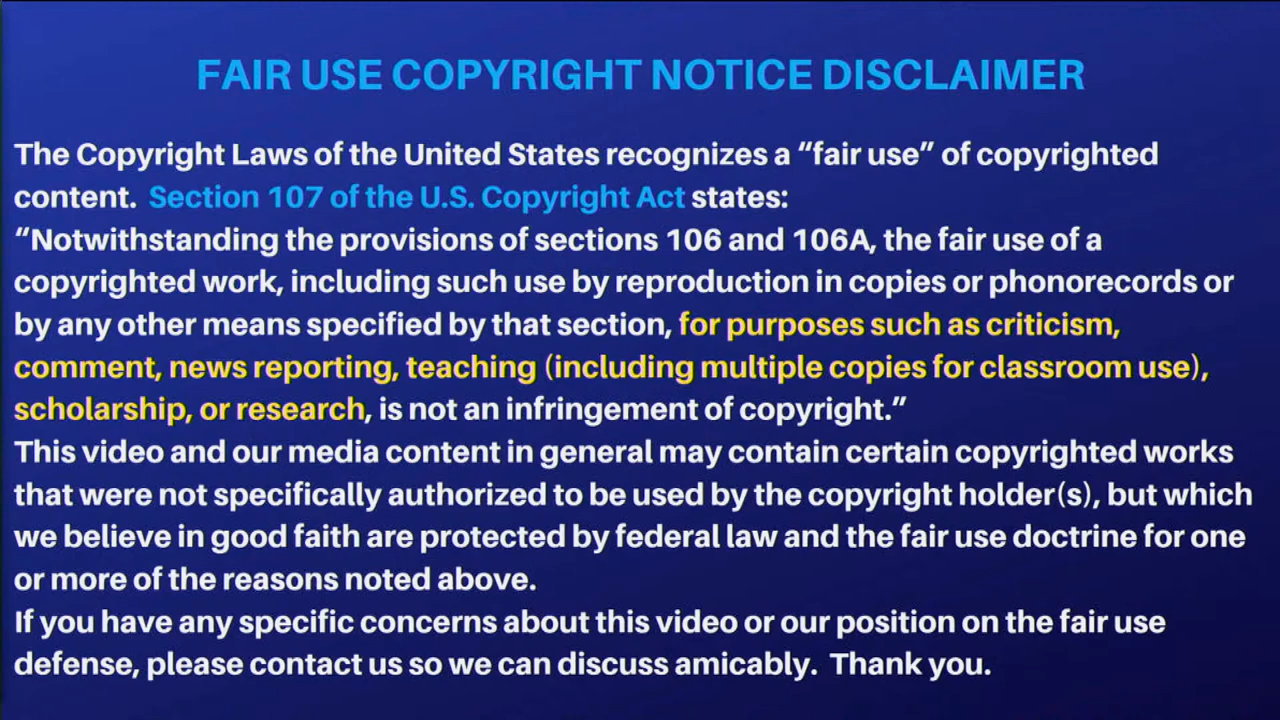 FAIR USE COPYRIGHT NOTICE DISCLAIMER
The Copyright Laws of the United States recognizes a “fair use” of copyrighted
content.  Section 107 of the U.S. Copyright Act states:
“Notwithstanding the provisions of sections 106 and 106A, the fair use of a
copyrighted work, including such use by reproduction in copies or phonorecords or
by any other means specified by that section, for purposes such as criticism,
comment, news reporting, teaching (including multiple copies for classroom use),
scholarship, or research, is not an infringement of copyright.”
This video and our media content in general may contain certain copyrighted works
that were not specifically authorized to be used by the copyright holder(s), but which
we believe in good faith are protected by federal law and the fair use doctrine for one
or more of the reasons noted above.
If you have any specific concerns about this video or our position on the fair use
defense, please contact us so we can discuss amicably.  Thank you.